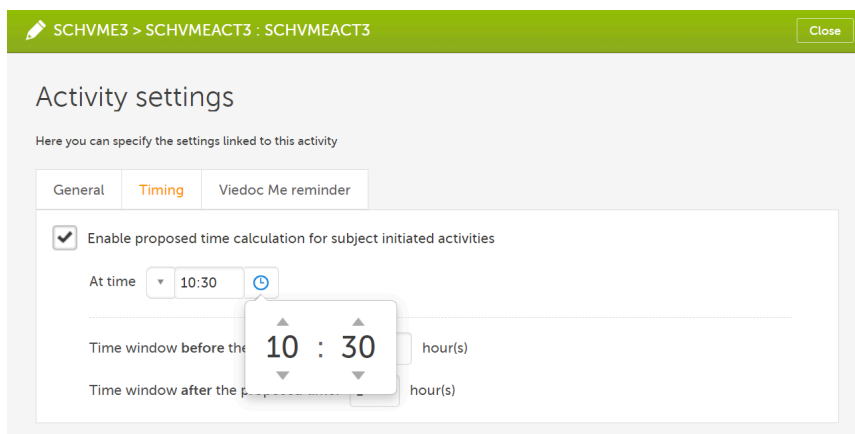 SCHVME3 > SCHVMEACT3 : SCHVMEACT3 Close
Activity settings
Here you can specify the settings linked to this activity
General Timing Viedoc Me reminder
Enable proposed time calculation for subject initiated activities
At time 10:30
10 : 30
Time window before the hour(s)
Time window after the hour(s)